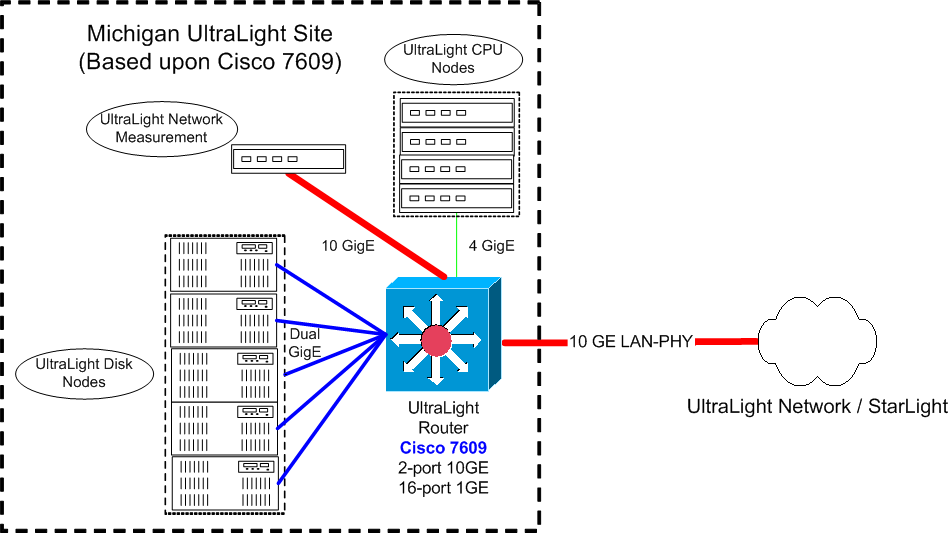 Michigan UltraLight Site
(Based upon Cisco 7609)
UltraLight CPU
Nodes
UltraLight Network
Measurement
10 GigE
4 GigE
Dual
GigE
UltraLight Disk
Nodes
10 GE LAN-PHY
UltraLight Network / StarLight
UltraLight
Router
Cisco 7609
2-port 10GE
16-port 1GE